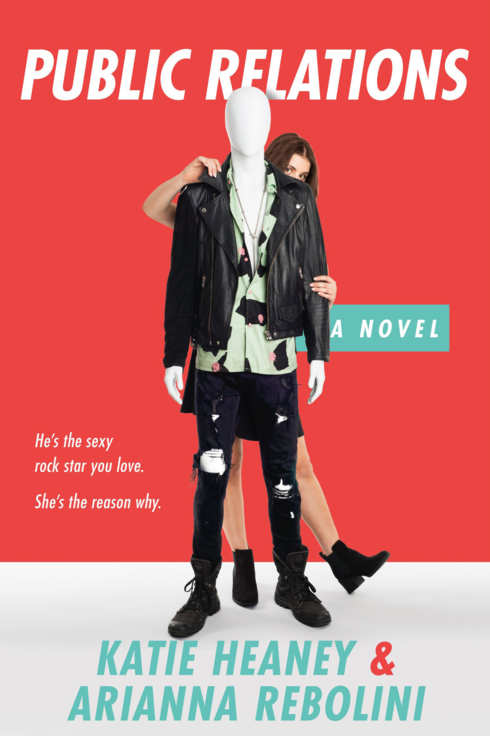 PUBLIC RELATIONS
A NOVEL
He's the sexy
rock star you love.
She's the reason why.
KATIE HEANEY &
ARIANNA REBOLINI